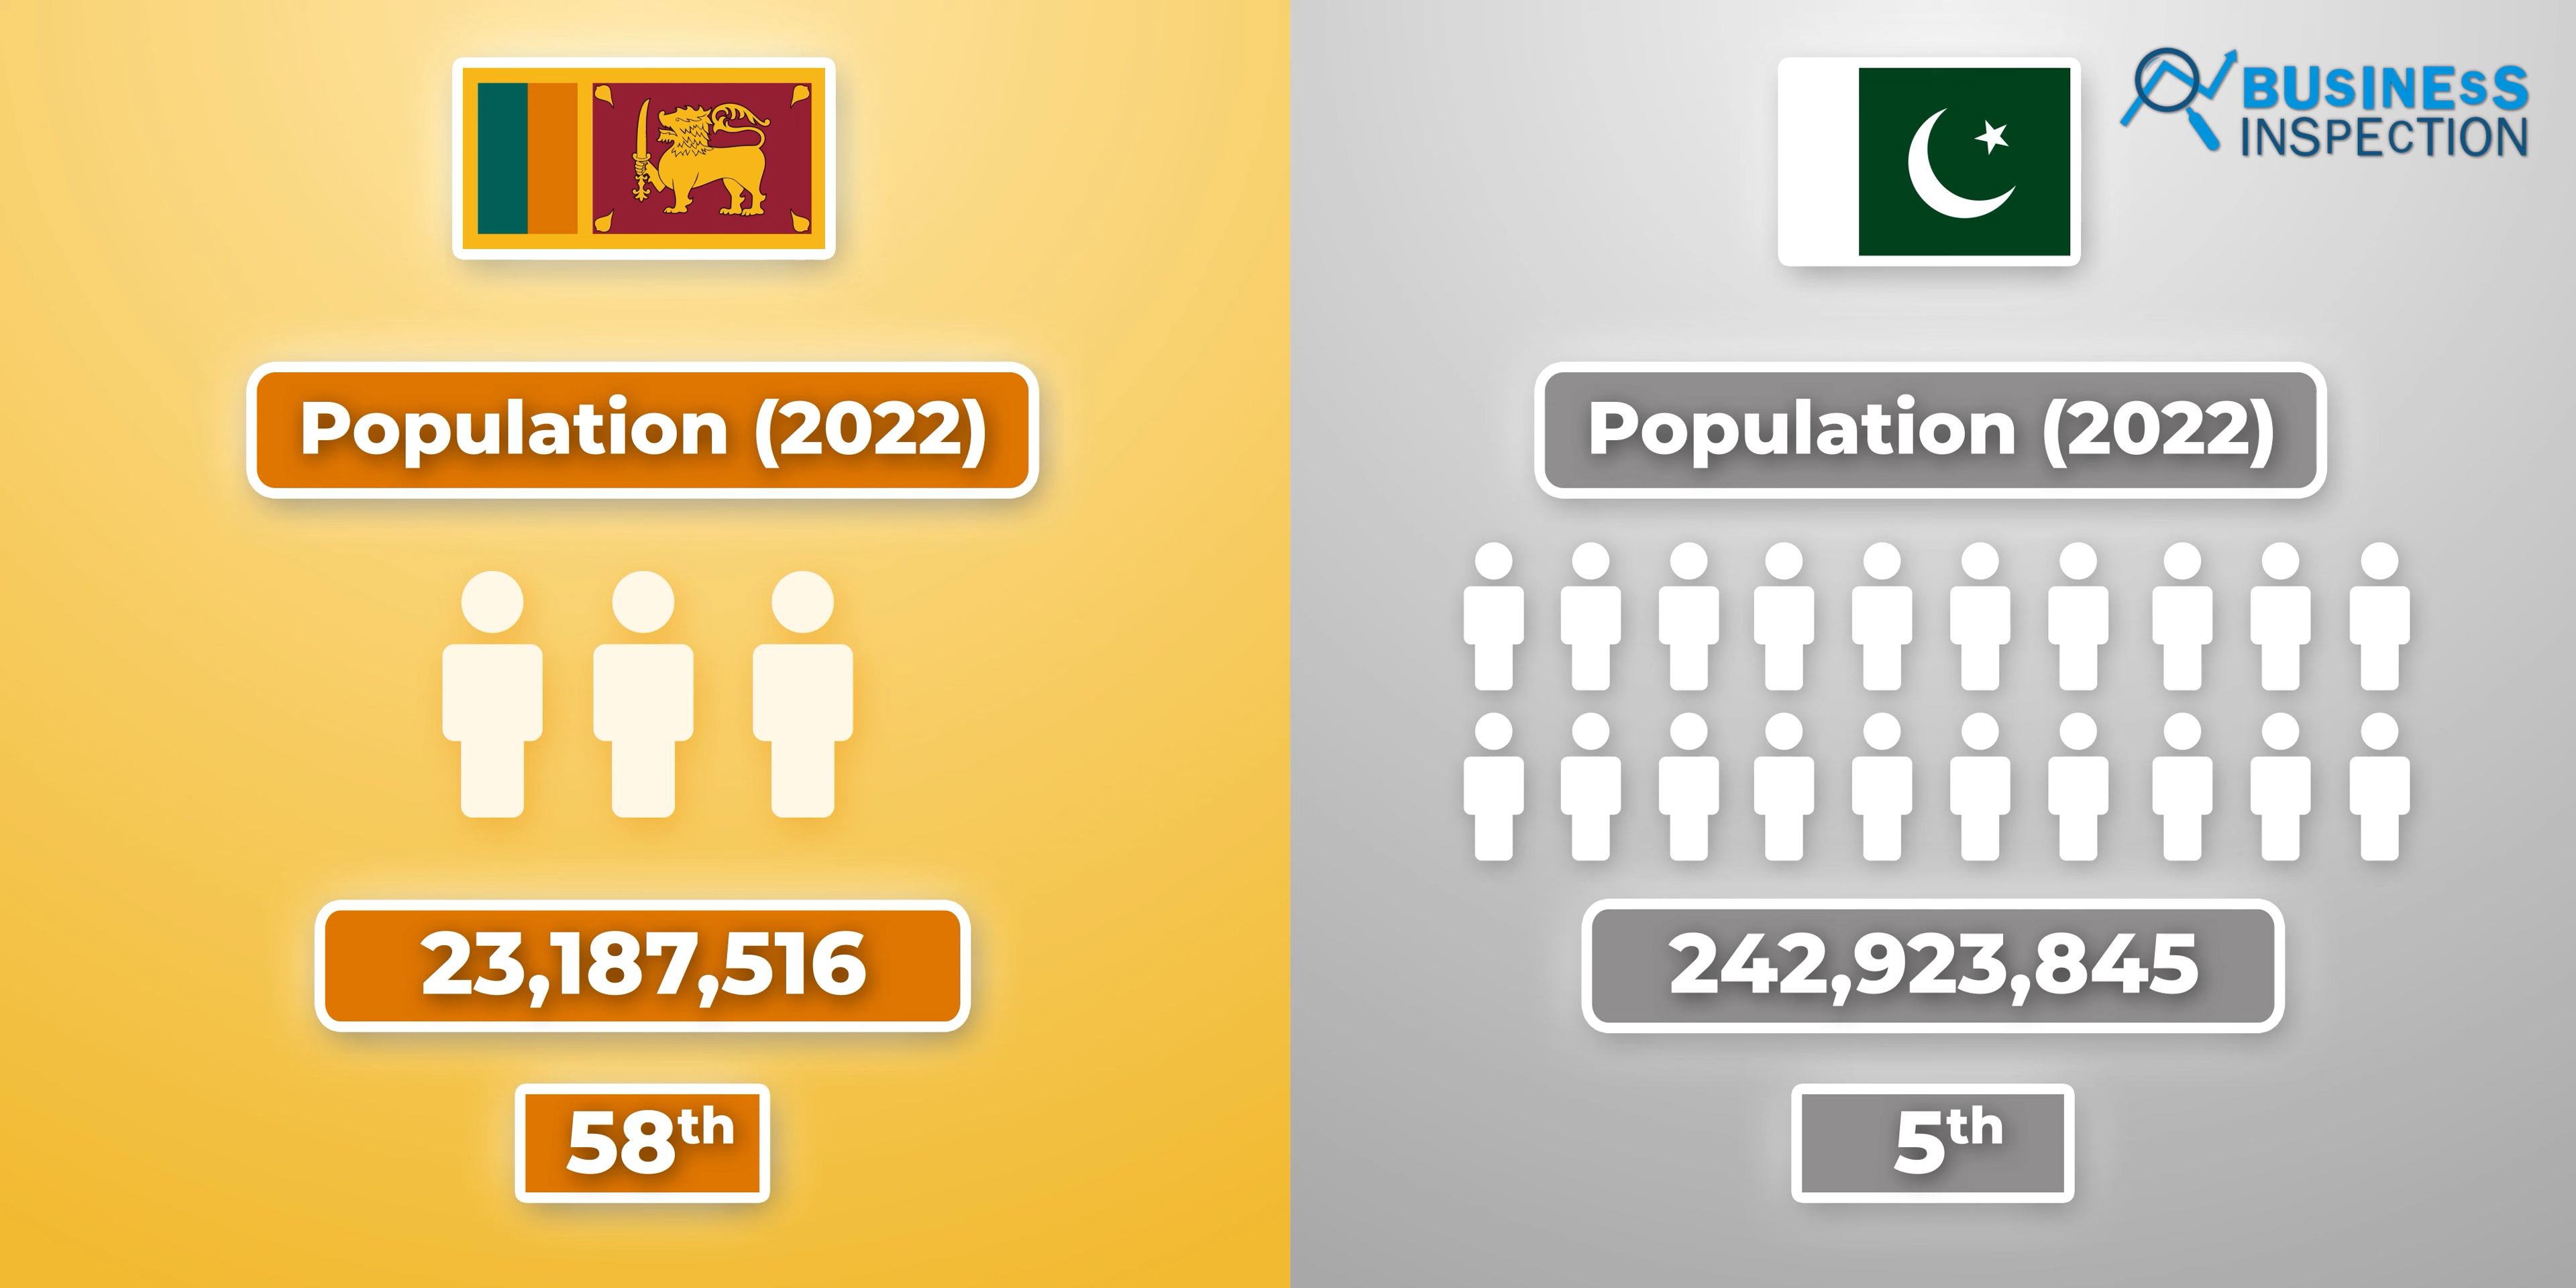 Population (2022)
23,187,516
58th
BUSINESS
INSPECTION
Population (2022)
242,923,845
5th